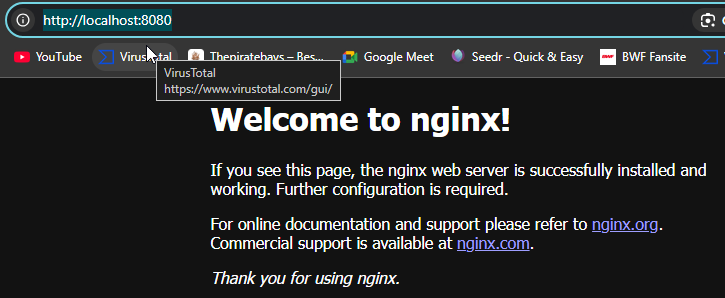 http://localhost:8080
YouTube VirusTotal Thepiratebays – Bes... Google Meet Seedr - Quick & Easy BWF Fansite
VirusTotal
https://www.virustotal.com/gui/
Welcome to nginx!
If you see this page, the nginx web server is successfully installed and
working. Further configuration is required.
For online documentation and support please refer to nginx.org.
Commercial support is available at nginx.com.
Thank you for using nginx.